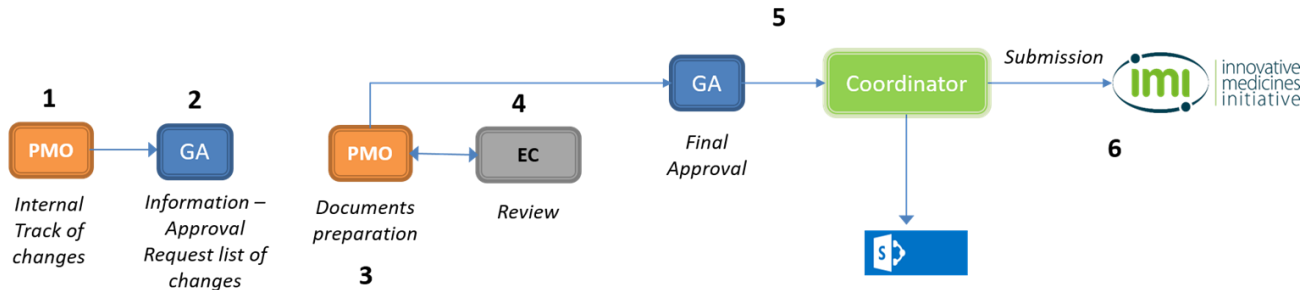 1
PMO
Internal
Track of
changes
2
GA
Information –
Approval
Request list of
changes
PMO
Documents
preparation
3
4
EC
Review
GA
Final
Approval
5
Coordinator
Submission
imi
innovative
medicines
initiative
6
S